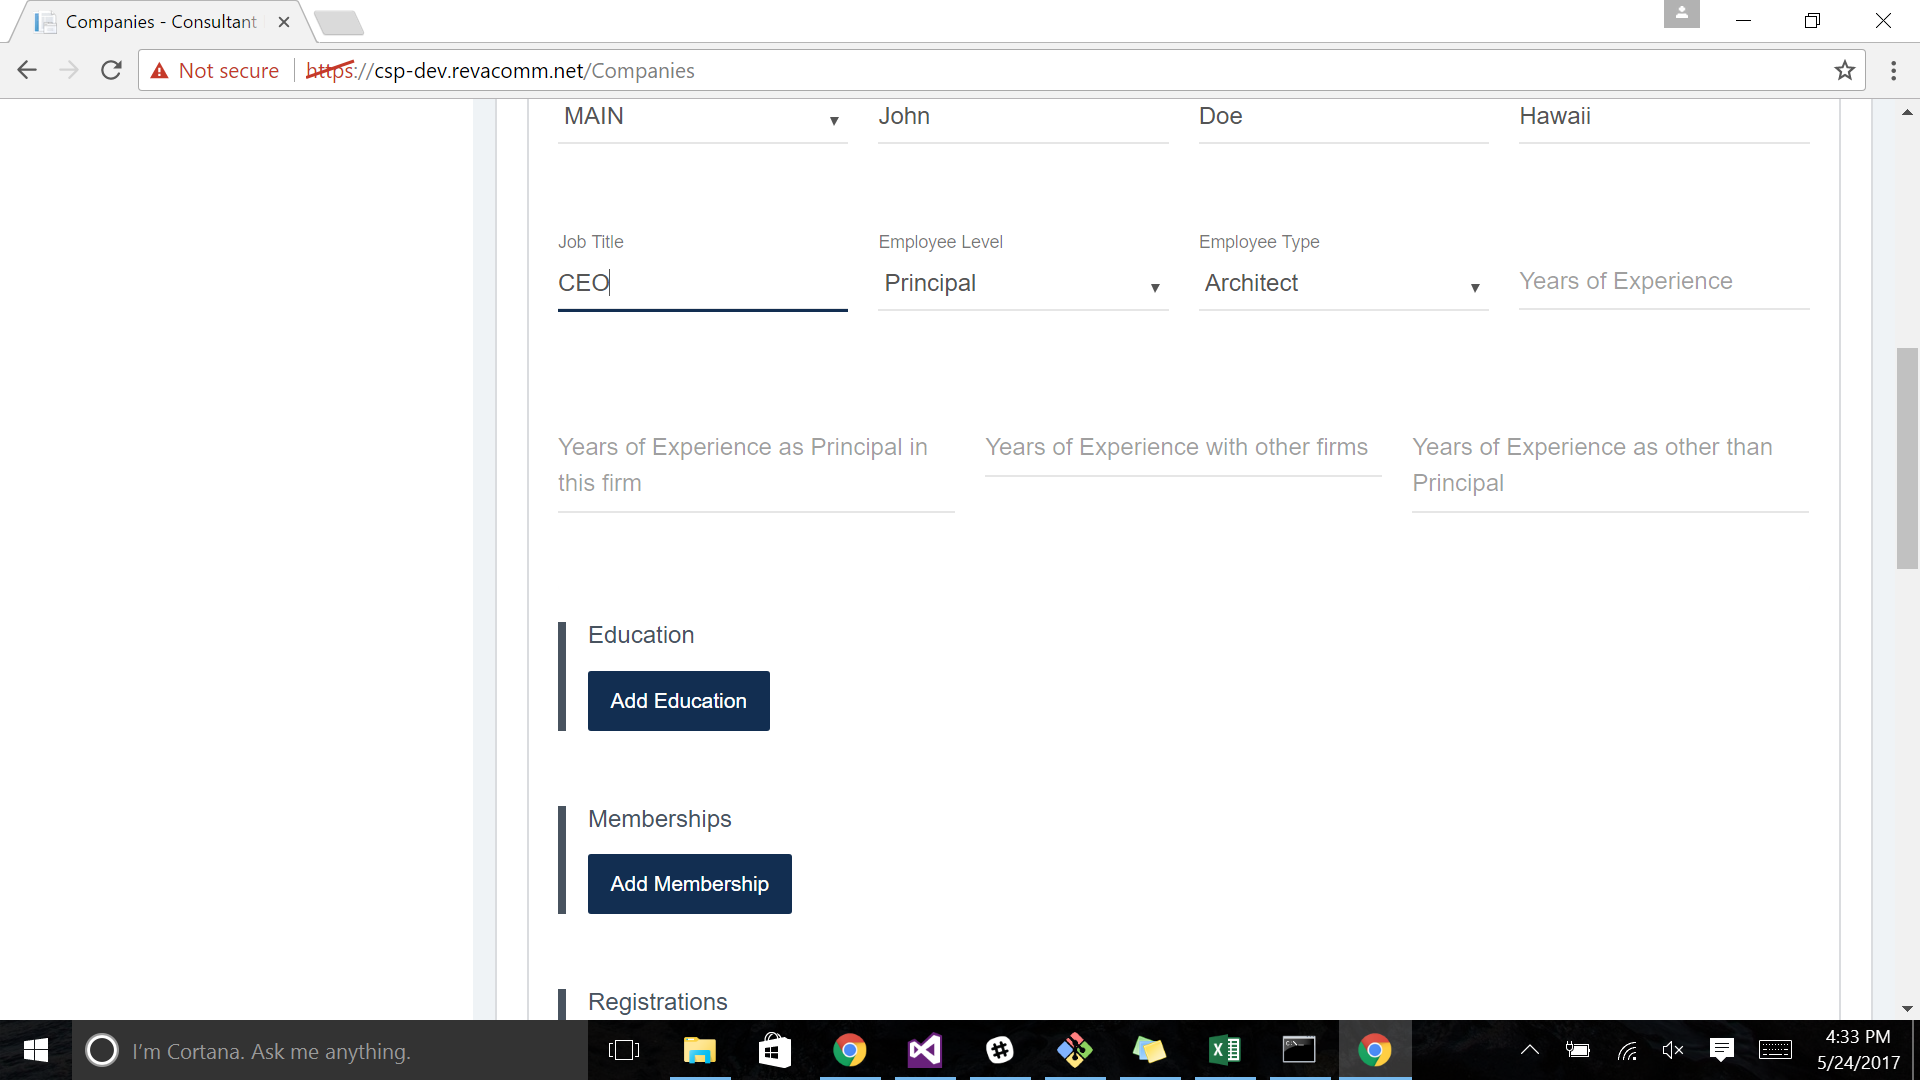 Companies - Consultant
Not secure https://csp-dev.revacomm.net/Companies
MAIN John Doe Hawaii
Job Title Employee Level Employee Type
CEO Principal Architect Years of Experience
Years of Experience as Principal in Years of Experience with other firms Years of Experience as other than
this firm Principal
Education
Add Education
Memberships
Add Membership
Registrations
I'm Cortana. Ask me anything.
4:33 PM
5/24/2017